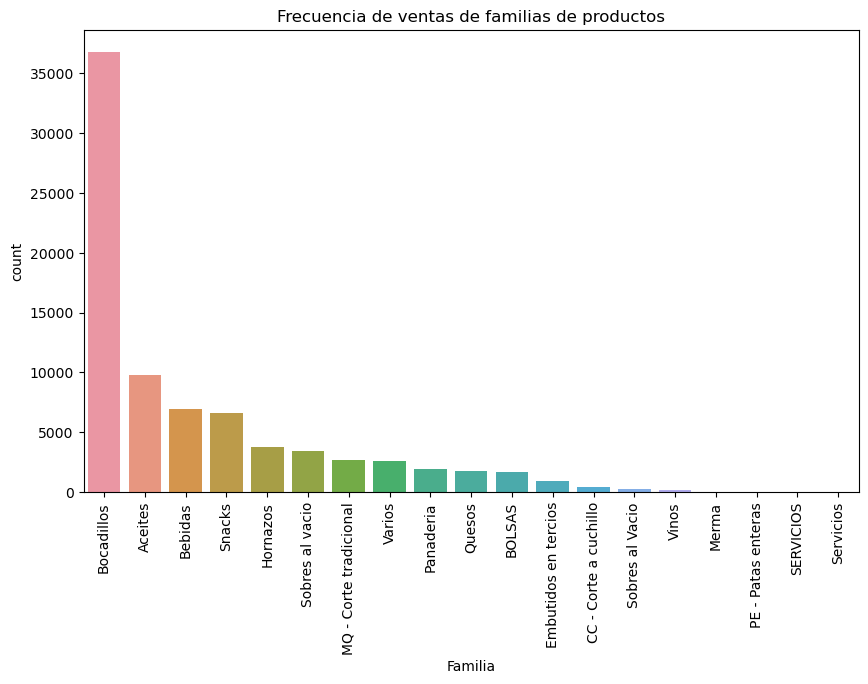 Frecuencia de ventas de familias de productos
count
35000
30000
25000
20000
15000
10000
5000
0
Bocadillos
Aceites
Bebidas
Snacks
Hornazos
Sobres al vacio
MQ - Corte tradicional
Varios
Panaderia
Quesos
BOLSAS
Embutidos en tercios
CC - Corte a cuchillo
Sobres al Vacio
Vinos
Merma
PE - Patas enteras
SERVICIOS
Servicios
Familia